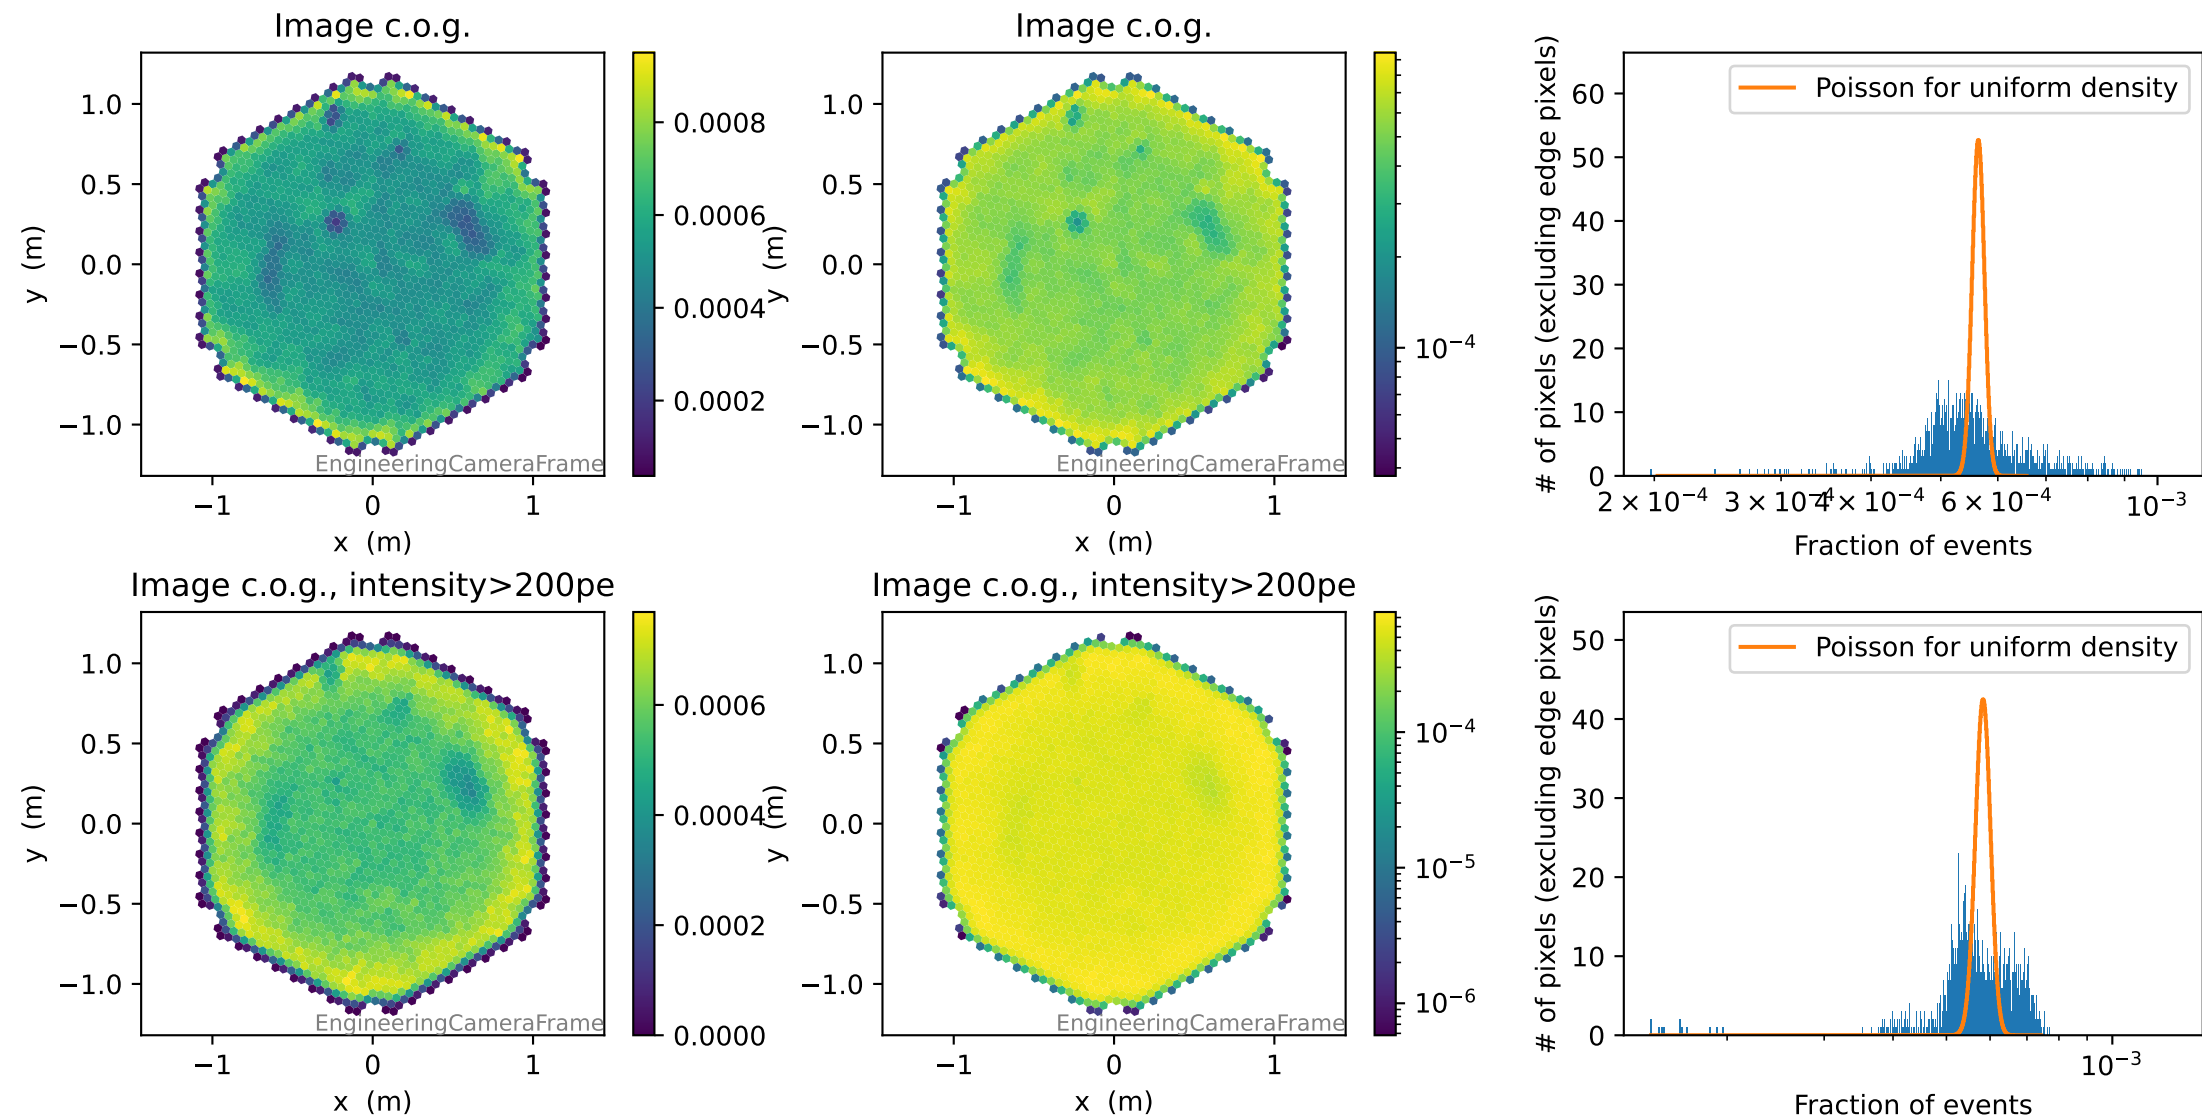 Image c.o.g.
1.0
0.5
0.0
−0.5
−1.0
y (m)
−1
0
1
x (m)
EngineeringCameraFrame
0.0008
0.0006
0.0004
0.0002
Image c.o.g.
1.0
0.5
0.0
−0.5
−1.0
y (m)
−1
0
1
x (m)
EngineeringCameraFrame
10⁻⁴
Poisson for uniform density
60
50
40
30
20
10
0
# of pixels (excluding edge pixels)
2 × 10⁻⁴
3 × 10⁻⁴
4 × 10⁻⁴
6 × 10⁻⁴
10⁻³
Fraction of events
Image c.o.g., intensity>200pe
1.0
0.5
0.0
−0.5
−1.0
y (m)
−1
0
1
x (m)
EngineeringCameraFrame
0.0006
0.0004
0.0002
0.0000
Image c.o.g., intensity>200pe
1.0
0.5
0.0
−0.5
−1.0
y (m)
−1
0
1
x (m)
EngineeringCameraFrame
10⁻⁴
10⁻⁵
10⁻⁶
Poisson for uniform density
50
40
30
20
10
0
# of pixels (excluding edge pixels)
10⁻³
Fraction of events